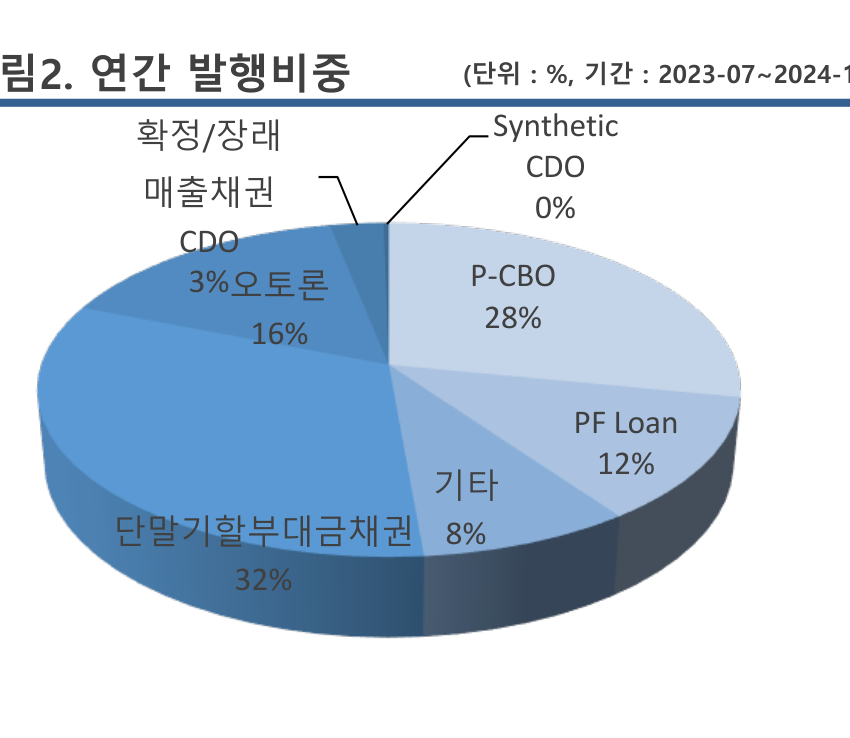 림2. 연간 발행비중
(단위 : %, 기간 : 2023-07~2024-1
확정/장래
매출채권
CDO
3%
Synthetic
CDO
0%
오토론
16%
P-CBO
28%
PF Loan
12%
기타
8%
단말기할부대금채권
32%